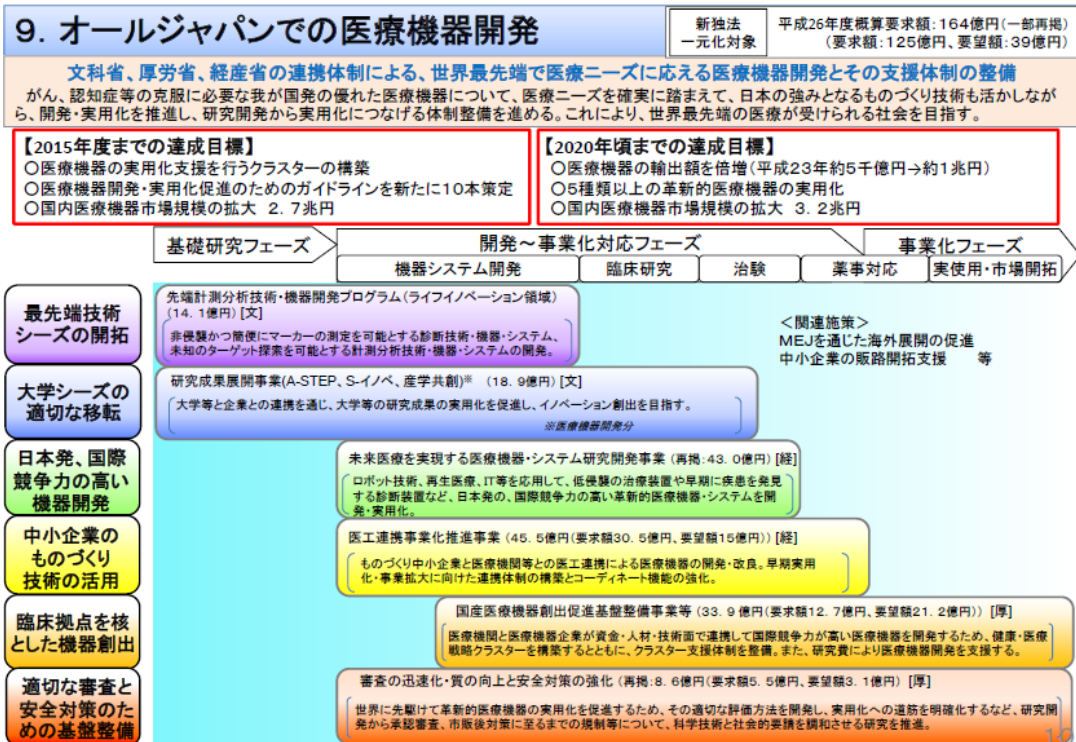 9. オールジャパンでの医療機器開発
新独法
一元化対象
平成26年度概算要求額:164億円(一部再掲)
(要求額:125億円、要望額:39億円)
文科省、厚労省、経産省の連携体制による、世界最先端で医療ニーズに応える医療機器開発とその支援体制の整備
がん、認知症等の克服に必要な我が国発の優れた医療機器について、医療ニーズを確実に踏まえて、日本の強みとなるものづくり技術も活かしなが
ら、開発・実用化を推進し、研究開発から実用化につなげる体制整備を進める。これにより、世界最先端の医療が受けられる社会を目指す。
【2015年度までの達成目標】
○医療機器の実用化支援を行うクラスターの構築
○医療機器開発・実用化促進のためのガイドラインを新たに10本策定
○国内医療機器市場規模の拡大 2.7兆円
【2020年頃までの達成目標】
○医療機器の輸出額を倍増(平成23年約5千億円→約1兆円)
○5種類以上の革新的医療機器の実用化
○国内医療機器市場規模の拡大 3.2兆円
基礎研究フェーズ
開発~事業化対応フェーズ
事業化フェーズ
機器システム開発
臨床研究
治験
薬事対応
実使用・市場開拓
最先端技術
シーズの開拓
先端計測分析技術・機器開発プログラム(ライフイノベーション領域)
(14.1億円)[文]
非侵襲かつ簡便にマーカーの測定を可能とする診断技術・機器・システム、
未知のターゲット探索を可能とする計測分析技術・機器・システムの開発。
<関連施策>
MEJを通じた海外展開の促進
中小企業の販路開拓支援 等
大学シーズの
適切な移転
研究成果展開事業(A-STEP、S-イノベ、産学共創)※ (18.9億円)[文]
大学等と企業との連携を通じ、大学等の研究成果の実用化を促進し、イノベーション創出を目指す。
※医療機器開発分
日本発、国際
競争力の高い
機器開発
未来医療を実現する医療機器・システム研究開発事業(再掲:43.0億円)[経]
ロボット技術、再生医療、IT等を応用して、低侵襲の治療装置や早期に疾患を発見
する診断装置など、日本発の、国際競争力の高い革新的医療機器・システムを開
発・実用化。
中小企業の
ものづくり
技術の活用
医工連携事業化推進事業(45.5億円(要求額30.5億円、要望額15億円))[経]
ものづくり中小企業と医療機関等との医工連携による医療機器の開発・改良。早期実用
化・事業拡大に向けた連携体制の構築とコーディネート機能の強化。
臨床拠点を核
とした機器創出
国産医療機器創出促進基盤整備事業等(33.9億円(要求額12.7億円、要望額21.2億円))[厚]
医療機関と医療機器企業が資金・人材・技術面で連携して国際競争力が高い医療機器を開発するため、健康・医療
戦略クラスターを構築するとともに、クラスター支援体制を整備。また、研究費により医療機器開発を支援する。
適切な審査と
安全対策のた
めの基盤整備
審査の迅速化・質の向上と安全対策の強化(再掲:8.6億円(要求額5.5億円、要望額3.1億円)[厚]
世界に先駆けて革新的医療機器の実用化を促進するため、その適切な評価方法を開発し、実用化への道筋を明確化するなど、研究開
発から承認審査、市販後対策に至るまでの規制等について、科学技術と社会的要請を調和させる研究を推進。